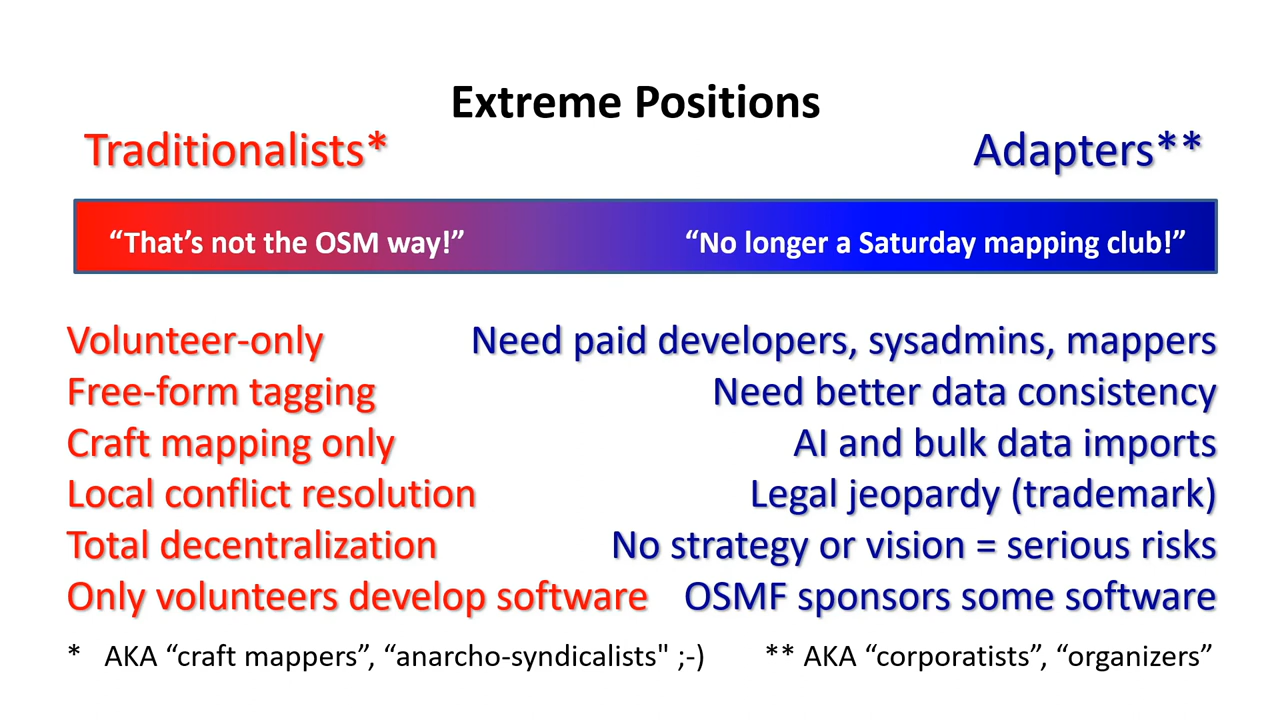 Extreme Positions
Traditionalists* Adapters**
“That’s not the OSM way!” “No longer a Saturday mapping club!”
Volunteer-only Need paid developers, sysadmins, mappers
Free-form tagging Need better data consistency
Craft mapping only AI and bulk data imports
Local conflict resolution Legal jeopardy (trademark)
Total decentralization No strategy or vision = serious risks
Only volunteers develop software OSMF sponsors some software
* AKA “craft mappers”, “anarcho-syndicalists" ;-) ** AKA “corporatists”, “organizers”